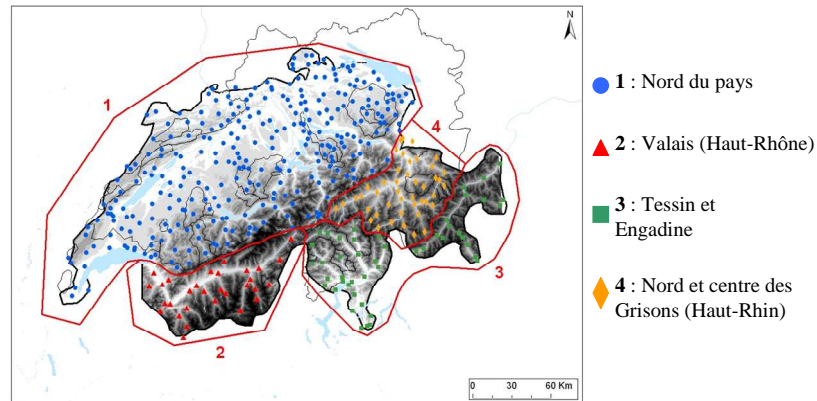 N
1
4
3
2
0 30 60 Km
1 : Nord du pays
2 : Valais (Haut-Rhône)
3 : Tessin et
Engadine
4 : Nord et centre des
Grisons (Haut-Rhin)